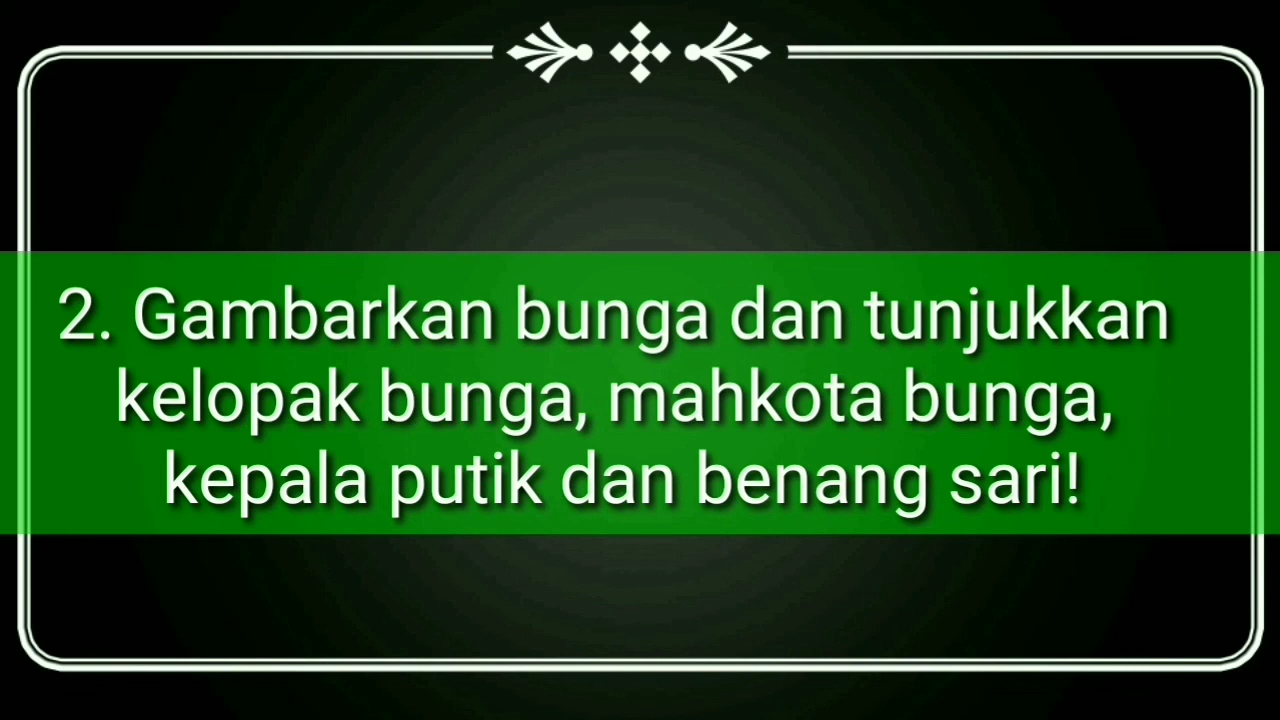 2. Gambarkan bunga dan tunjukkan
kelopak bunga, mahkota bunga,
kepala putik dan benang sari!